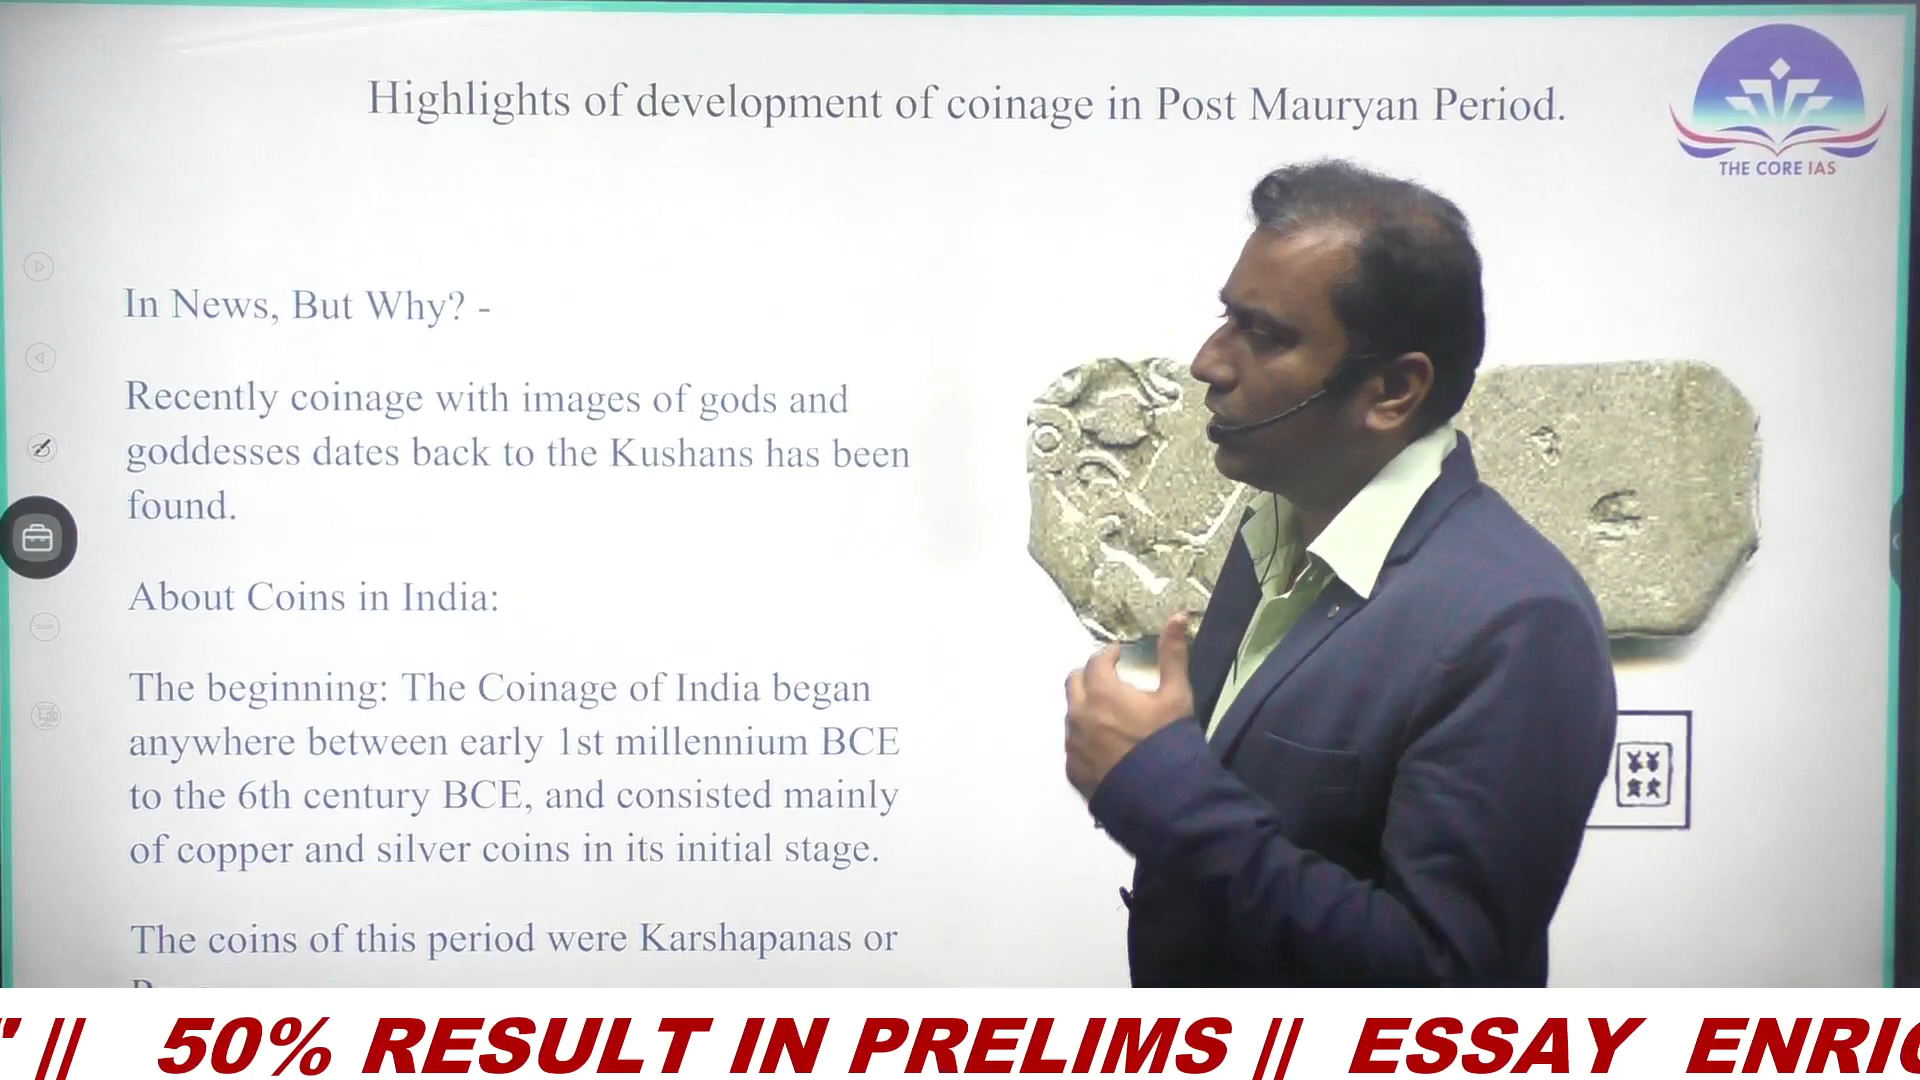 Highlights of development of coinage in Post Mauryan Period.
THE CORE IAS
In News, But Why? -
Recently coinage with images of gods and
goddesses dates back to the Kushans has been
found.
About Coins in India:
The beginning: The Coinage of India began
anywhere between early 1st millennium BCE
to the 6th century BCE, and consisted mainly
of copper and silver coins in its initial stage.
The coins of this period were Karshapanas or
" || 50% RESULT IN PRELIMS || ESSAY ENRIC